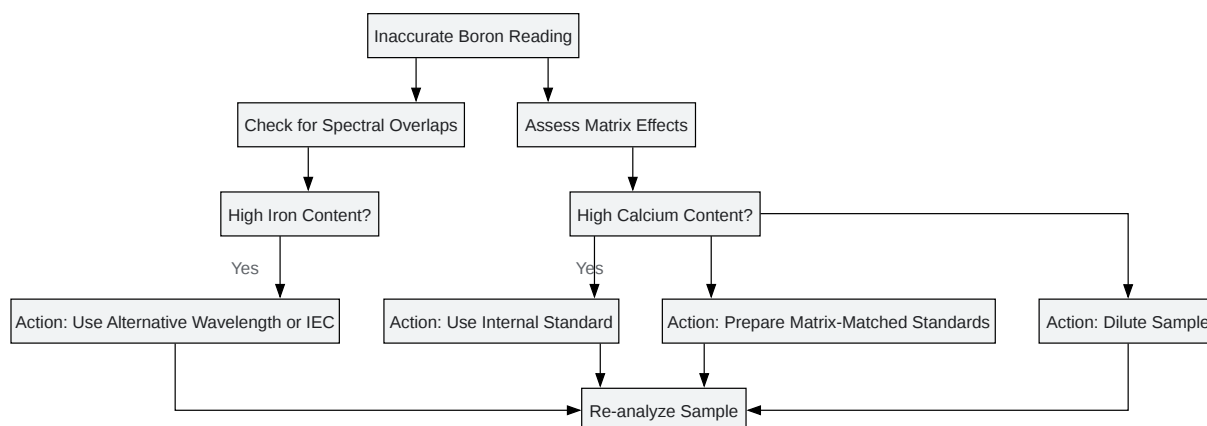 Inaccurate Boron Reading
Check for Spectral Overlaps
Assess Matrix Effects
High Iron Content?
High Calcium Content?
Yes
Yes
Action: Use Alternative Wavelength or IEC
Action: Use Internal Standard
Action: Prepare Matrix-Matched Standards
Action: Dilute Sample
Re-analyze Sample